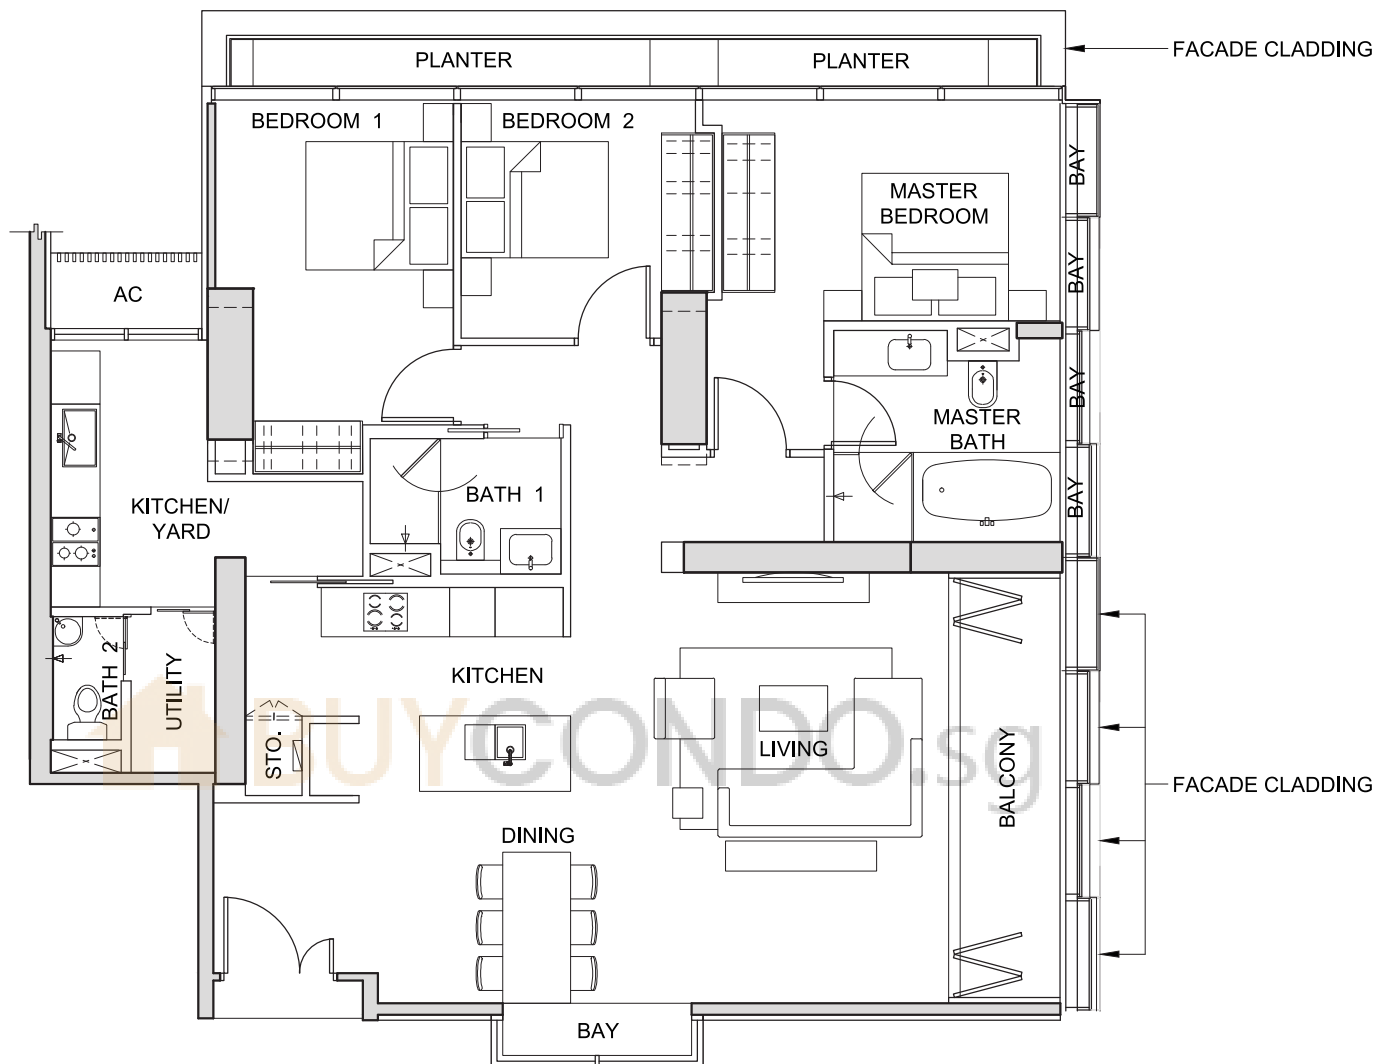 PLANTER
PLANTER
FACADE CLADDING
BEDROOM 1
BEDROOM 2
BAY
MASTER
BEDROOM
BAY
AC
BAY
MASTER
BATH
BATH 1
BAY
KITCHEN/
YARD
KITCHEN
BATH 2
UTILITY
STO.
BUYCONDO.sg
LIVING
BALCONY
FACADE CLADDING
DINING
BAY